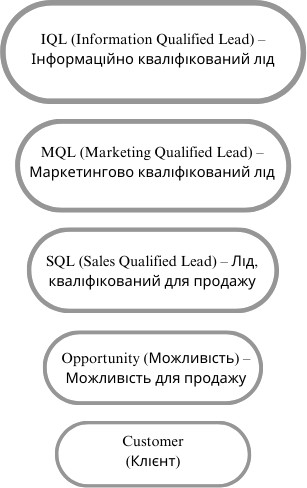 IQL (Information Qualified Lead) –
Інформаційно кваліфікований лід
MQL (Marketing Qualified Lead) –
Маркетингово кваліфікований лід
SQL (Sales Qualified Lead) – Лід,
кваліфікований для продажу
Opportunity (Можливість) –
Можливість для продажу
Customer
(Клієнт)